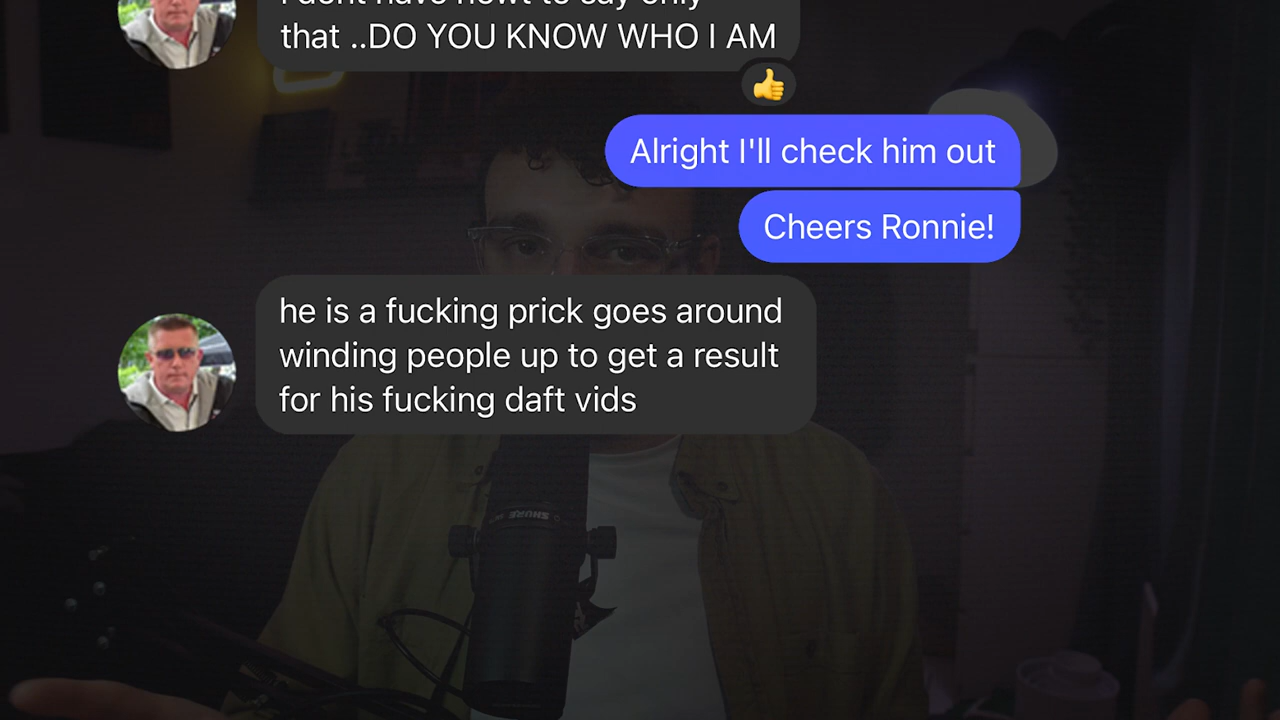 that ..DO YOU KNOW WHO I AM
Alright I'll check him out
Cheers Ronnie!
he is a fucking prick goes around
winding people up to get a result
for his fucking daft vids
SHURE